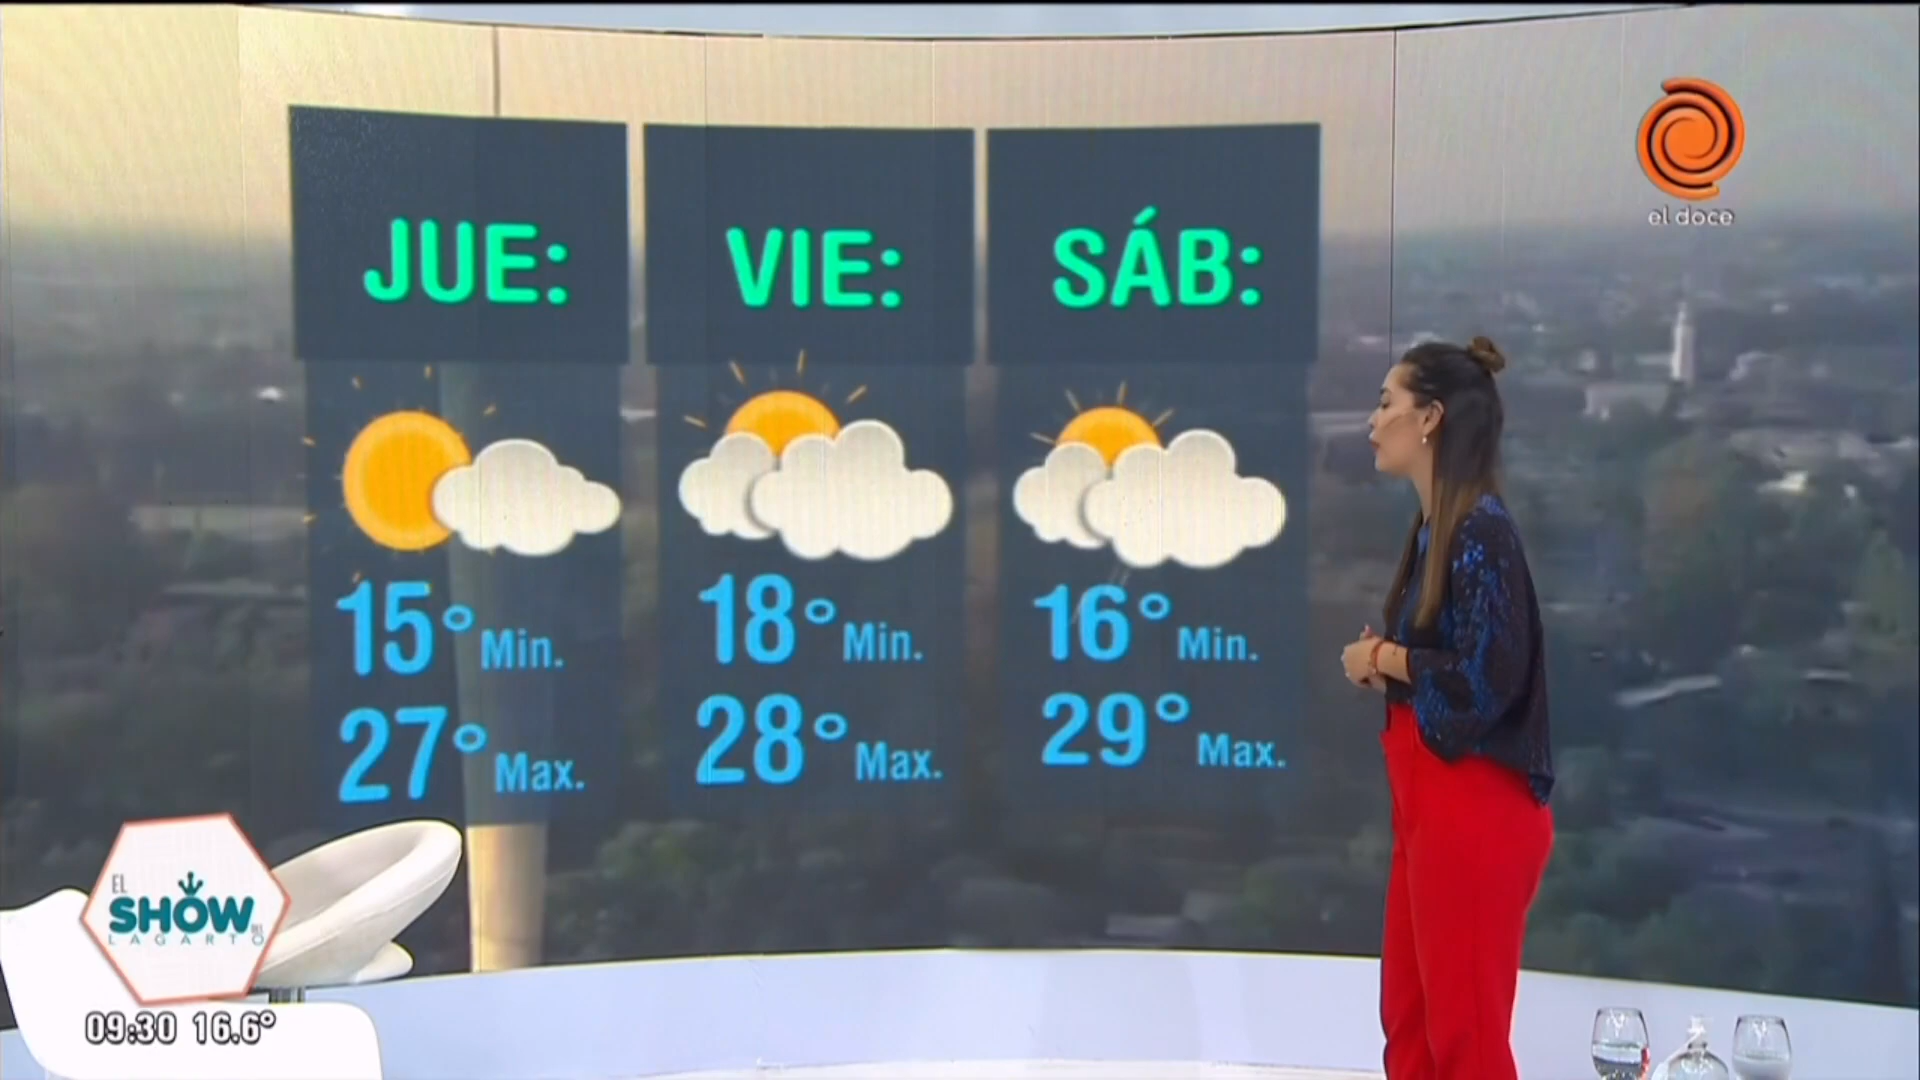 JUE:
VIE:
SÁB:
15° Min.
18° Min.
16° Min.
27° Max.
28° Max.
29° Max.
el doce
EL
SHOW
DEL
LAGARTO
09:30 16.6°